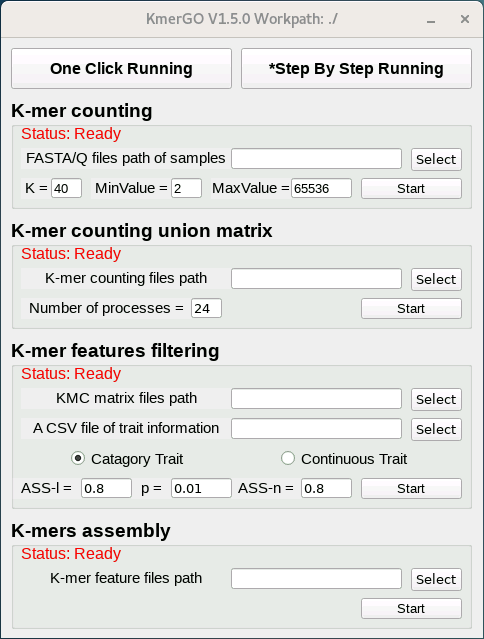 KmerGO V1.5.0 Workpath: ./
One Click Running *Step By Step Running
K-mer counting
Status: Ready
FASTA/Q files path of samples Select
K = 40 MinValue = 2 MaxValue = 65536 Start
K-mer counting union matrix
Status: Ready
K-mer counting files path Select
Number of processes = 24 Start
K-mer features filtering
Status: Ready
KMC matrix files path Select
A CSV file of trait information Select
Catagory Trait Continuous Trait
ASS-l = 0.8 p = 0.01 ASS-n = 0.8 Start
K-mers assembly
Status: Ready
K-mer feature files path Select
Start